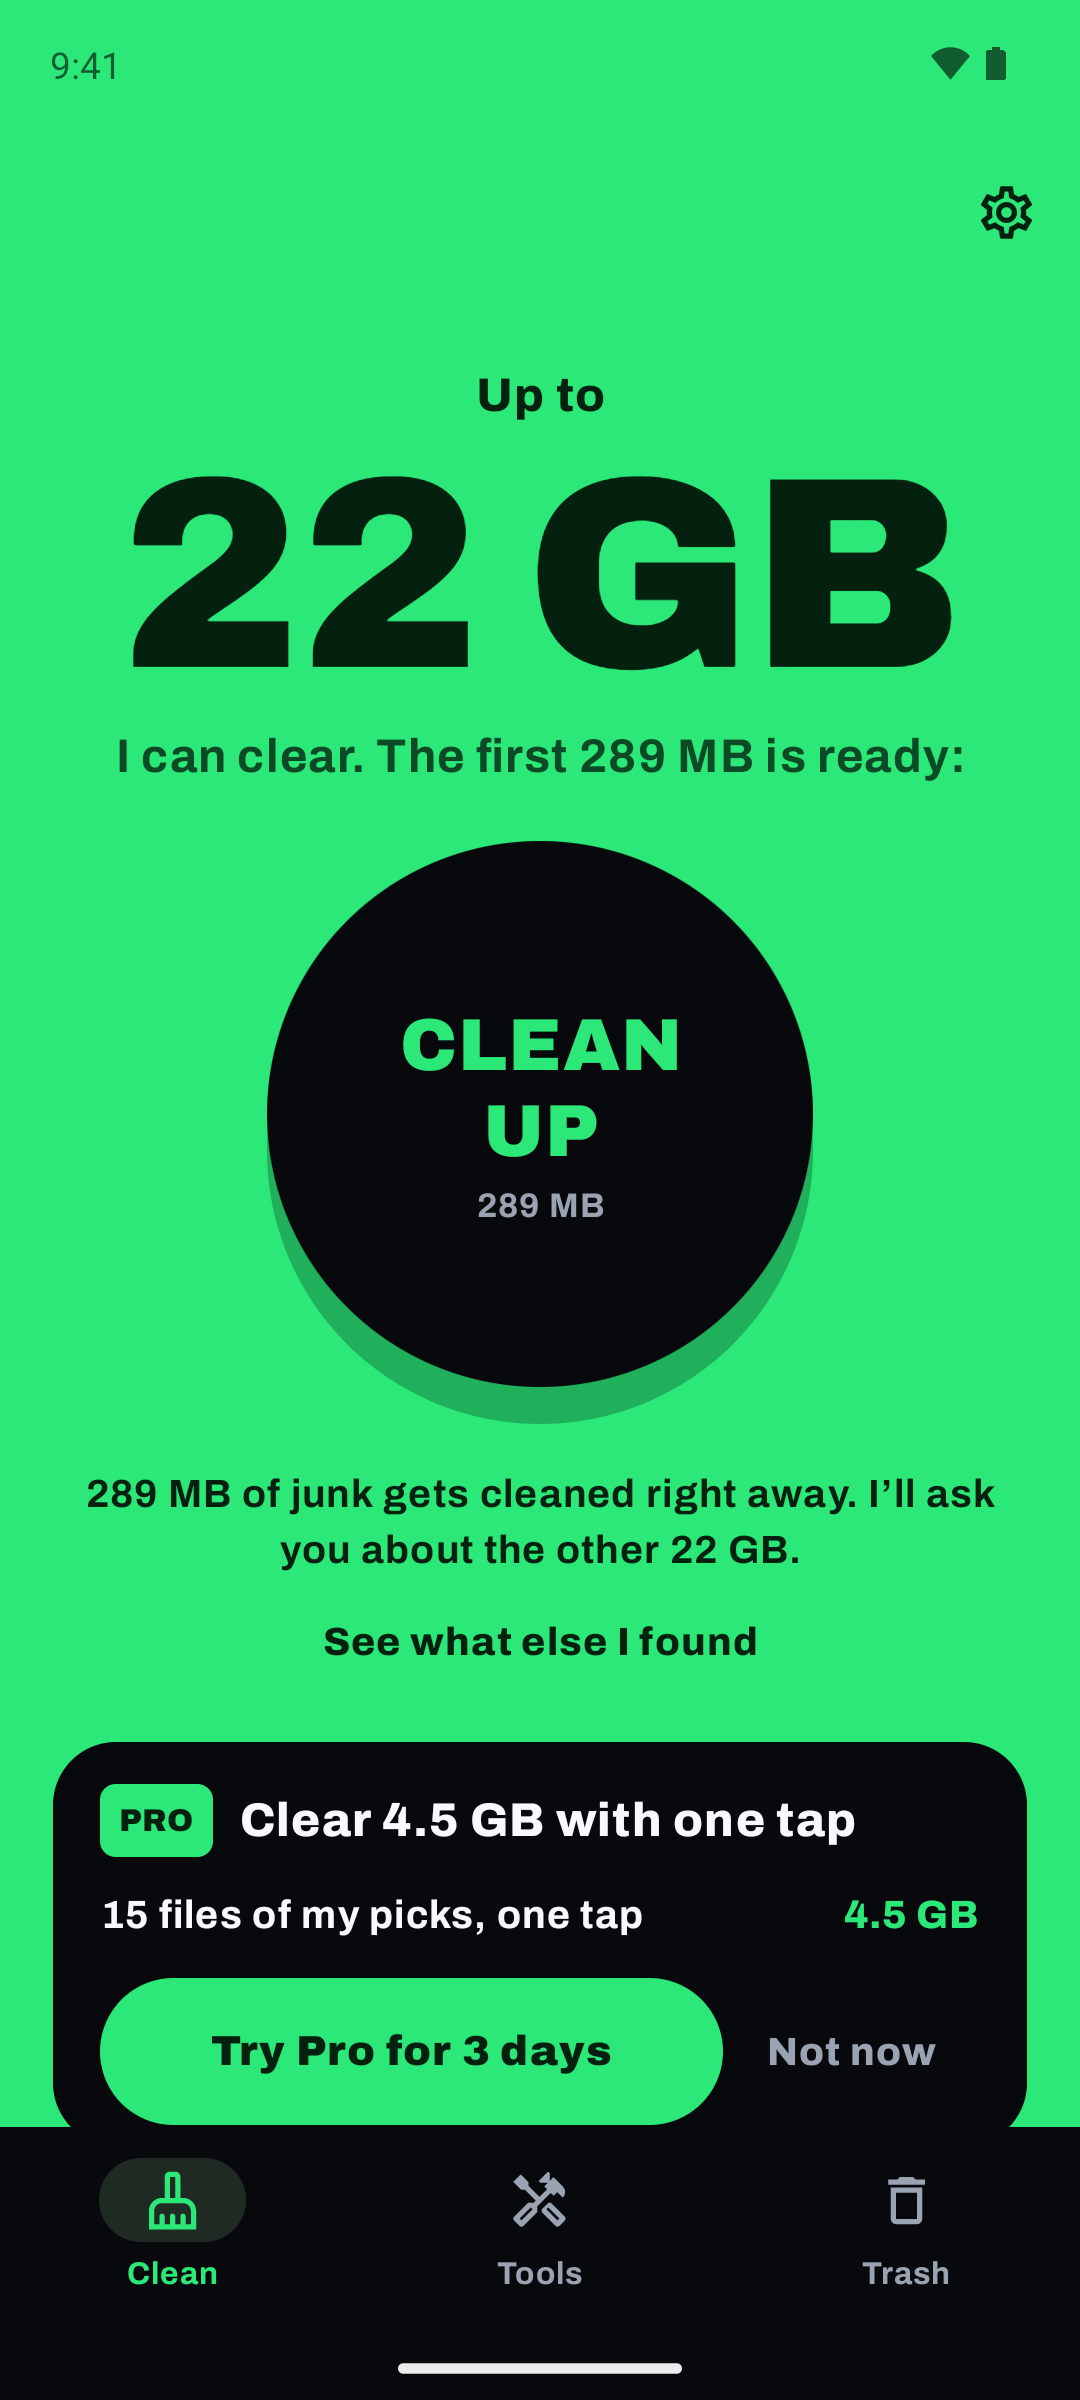 9:41
Up to
22 GB
I can clear. The first 289 MB is ready:
CLEAN
UP
289 MB
289 MB of junk gets cleaned right away. I’ll ask
you about the other 22 GB.
See what else I found
PRO Clear 4.5 GB with one tap
15 files of my picks, one tap 4.5 GB
Try Pro for 3 days Not now
Clean Tools Trash